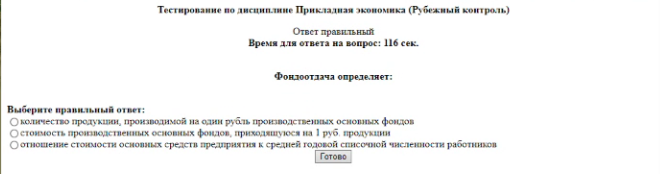 Тестирование по дисциплине Прикладная экономика (Рубежный контроль)
Ответ правильный
Время для ответа на вопрос: 116 сек.
Фондоотдача определяет:
Выберите правильный ответ:
количество продукции, производимой на один рубль производственных основных фондов
стоимость производственных основных фондов, приходящуюся на 1 руб. продукции
отношение стоимости основных средств предприятия к средней годовой списочной численности работников
Готово